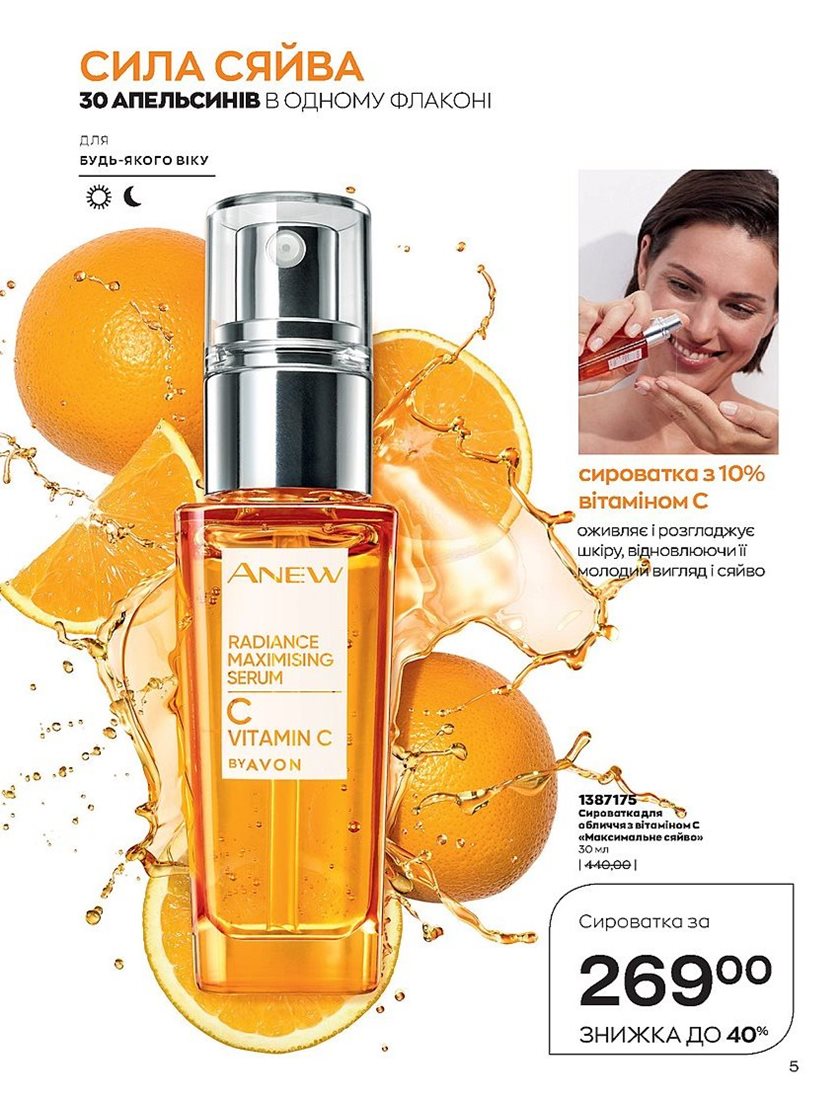 СИЛА СЯЙВА
30 АПЕЛЬСИНІВ В ОДНОМУ ФЛАКОНІ
ДЛЯ
БУДЬ-ЯКОГО ВІКУ
сироватка з 10%
вітаміном С
оживляє і розгладжує
шкіру, відновлюючи її
молодий вигляд і сяйво
ANEW
RADIANCE
MAXIMISING
SERUM
C
VITAMIN C
BY AVON
1387175
Сироватка для
обличчя з вітаміном С
«Максимальне сяйво»
30 мл
| 440,00 |
Сироватка за
269⁰⁰
ЗНИЖКА ДО 40%
5